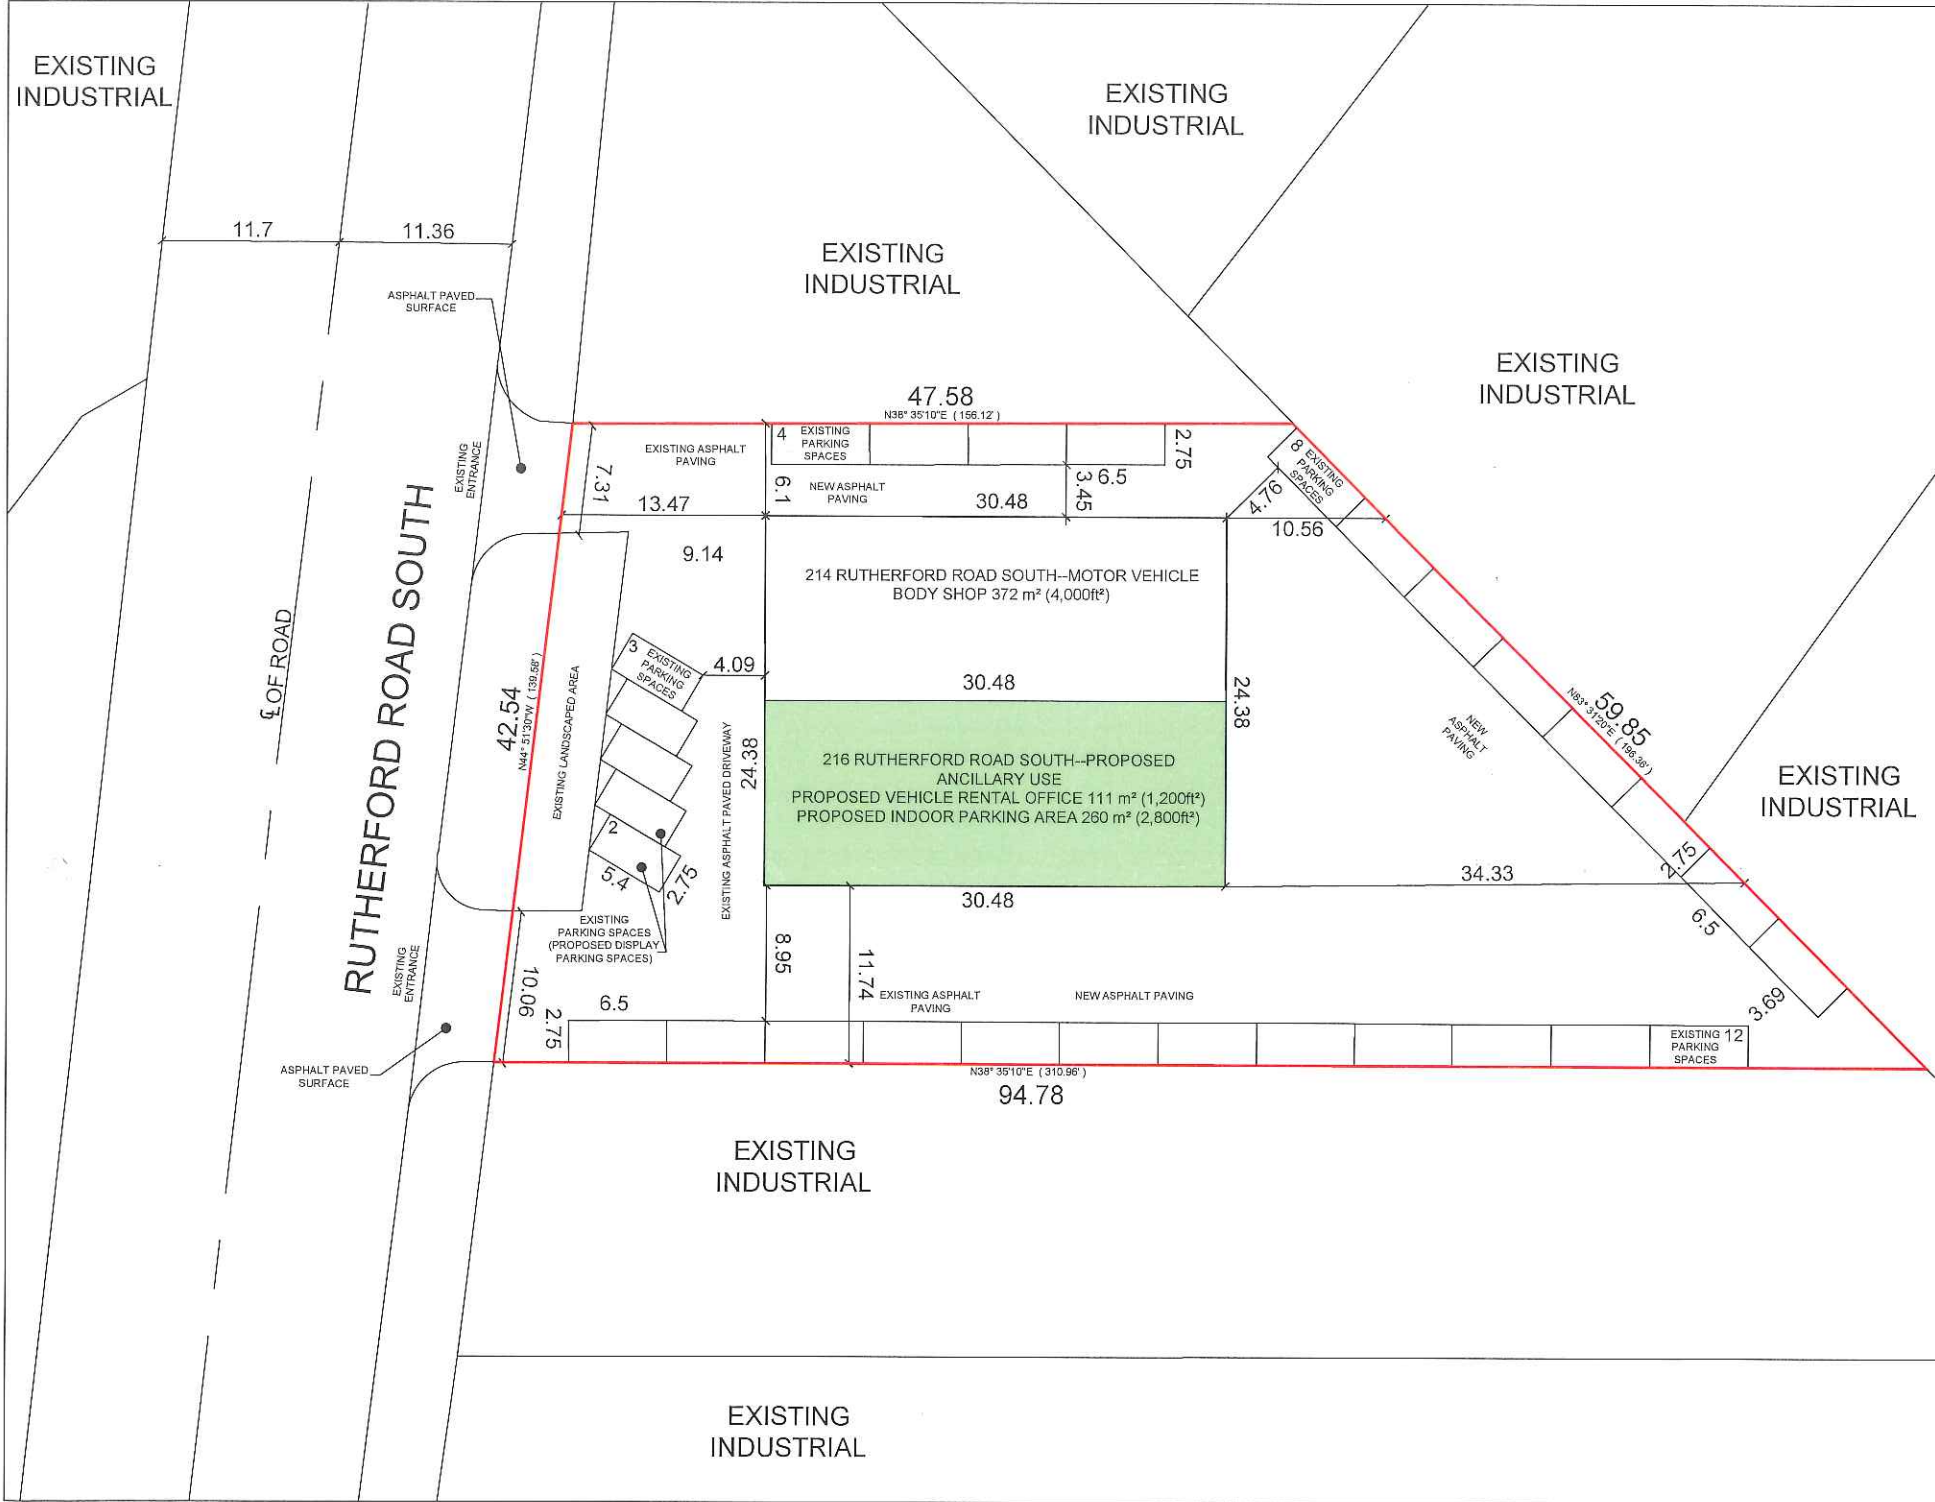 EXISTING
INDUSTRIAL
EXISTING
INDUSTRIAL
11.7
11.36
EXISTING
INDUSTRIAL
ASPHALT PAVED
SURFACE
EXISTING
INDUSTRIAL
47.58
N38° 35'10"E ( 156.12' )
EXISTING
ENTRANCE
7.31
EXISTING ASPHALT
PAVING
4
EXISTING
PARKING
SPACES
2.75
8
EXISTING
PARKING
SPACES
6.1
NEW ASPHALT
PAVING
3.45
6.5
4.76
13.47
30.48
10.56
9.14
214 RUTHERFORD ROAD SOUTH--MOTOR VEHICLE
BODY SHOP 372 m² (4,000ft²)
RUTHERFORD ROAD SOUTH
℄ OF ROAD
42.54
N44° 51'30"W ( 139.58' )
EXISTING LANDSCAPED AREA
3
EXISTING
PARKING
SPACES
4.09
30.48
24.38
59.85
N83° 31'20"E ( 196.36' )
NEW
ASPHALT
PAVING
EXISTING ASPHALT PAVED DRIVEWAY
24.38
216 RUTHERFORD ROAD SOUTH--PROPOSED
ANCILLARY USE
PROPOSED VEHICLE RENTAL OFFICE 111 m² (1,200ft²)
PROPOSED INDOOR PARKING AREA 260 m² (2,800ft²)
EXISTING
INDUSTRIAL
2
5.4
2.75
30.48
34.33
2.75
6.5
EXISTING
PARKING SPACES
(PROPOSED DISPLAY
PARKING SPACES)
EXISTING
ENTRANCE
10.06
8.95
11.74
EXISTING ASPHALT
PAVING
NEW ASPHALT PAVING
3.69
6.5
2.75
EXISTING 12
PARKING
SPACES
ASPHALT PAVED
SURFACE
N38° 35'10"E ( 310.96' )
94.78
EXISTING
INDUSTRIAL
EXISTING
INDUSTRIAL